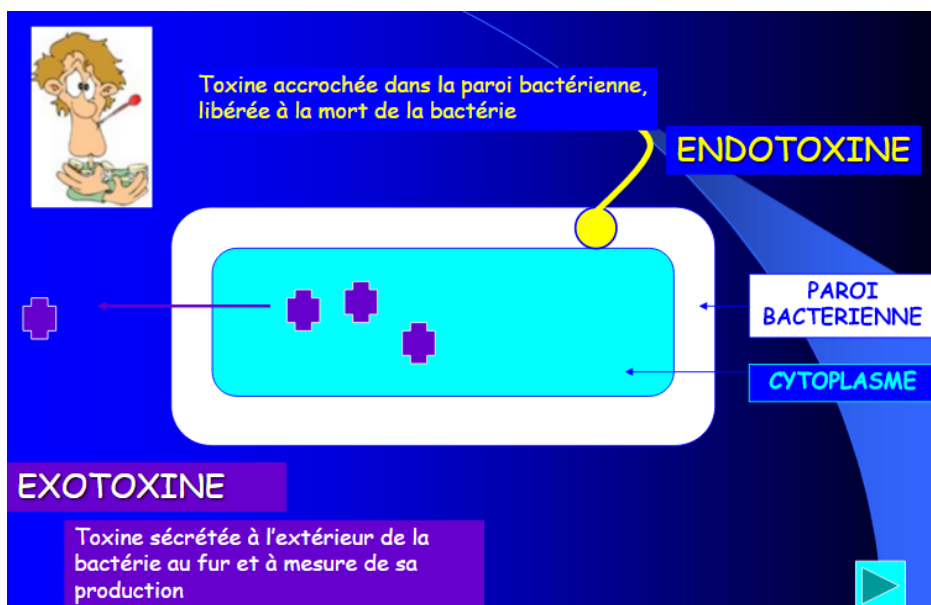 Toxine accrochée dans la paroi bactérienne,
libérée à la mort de la bactérie
ENDOTOXINE
PAROI
BACTERIENNE
CYTOPLASME
EXOTOXINE
Toxine sécrétée à l'extérieur de la
bactérie au fur et à mesure de sa
production